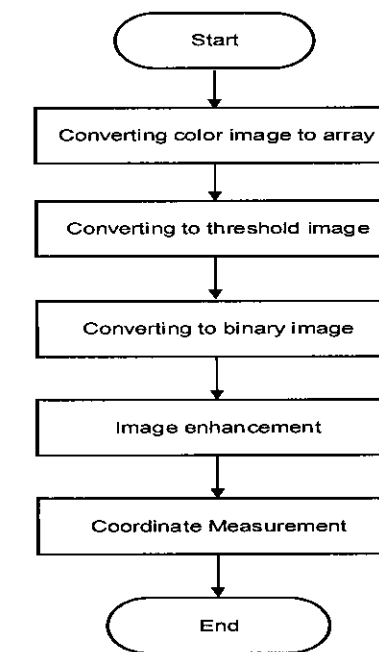 Start
Converting color image to array
Converting to threshold image
Converting to binary image
Image enhancement
Coordinate Measurement
End